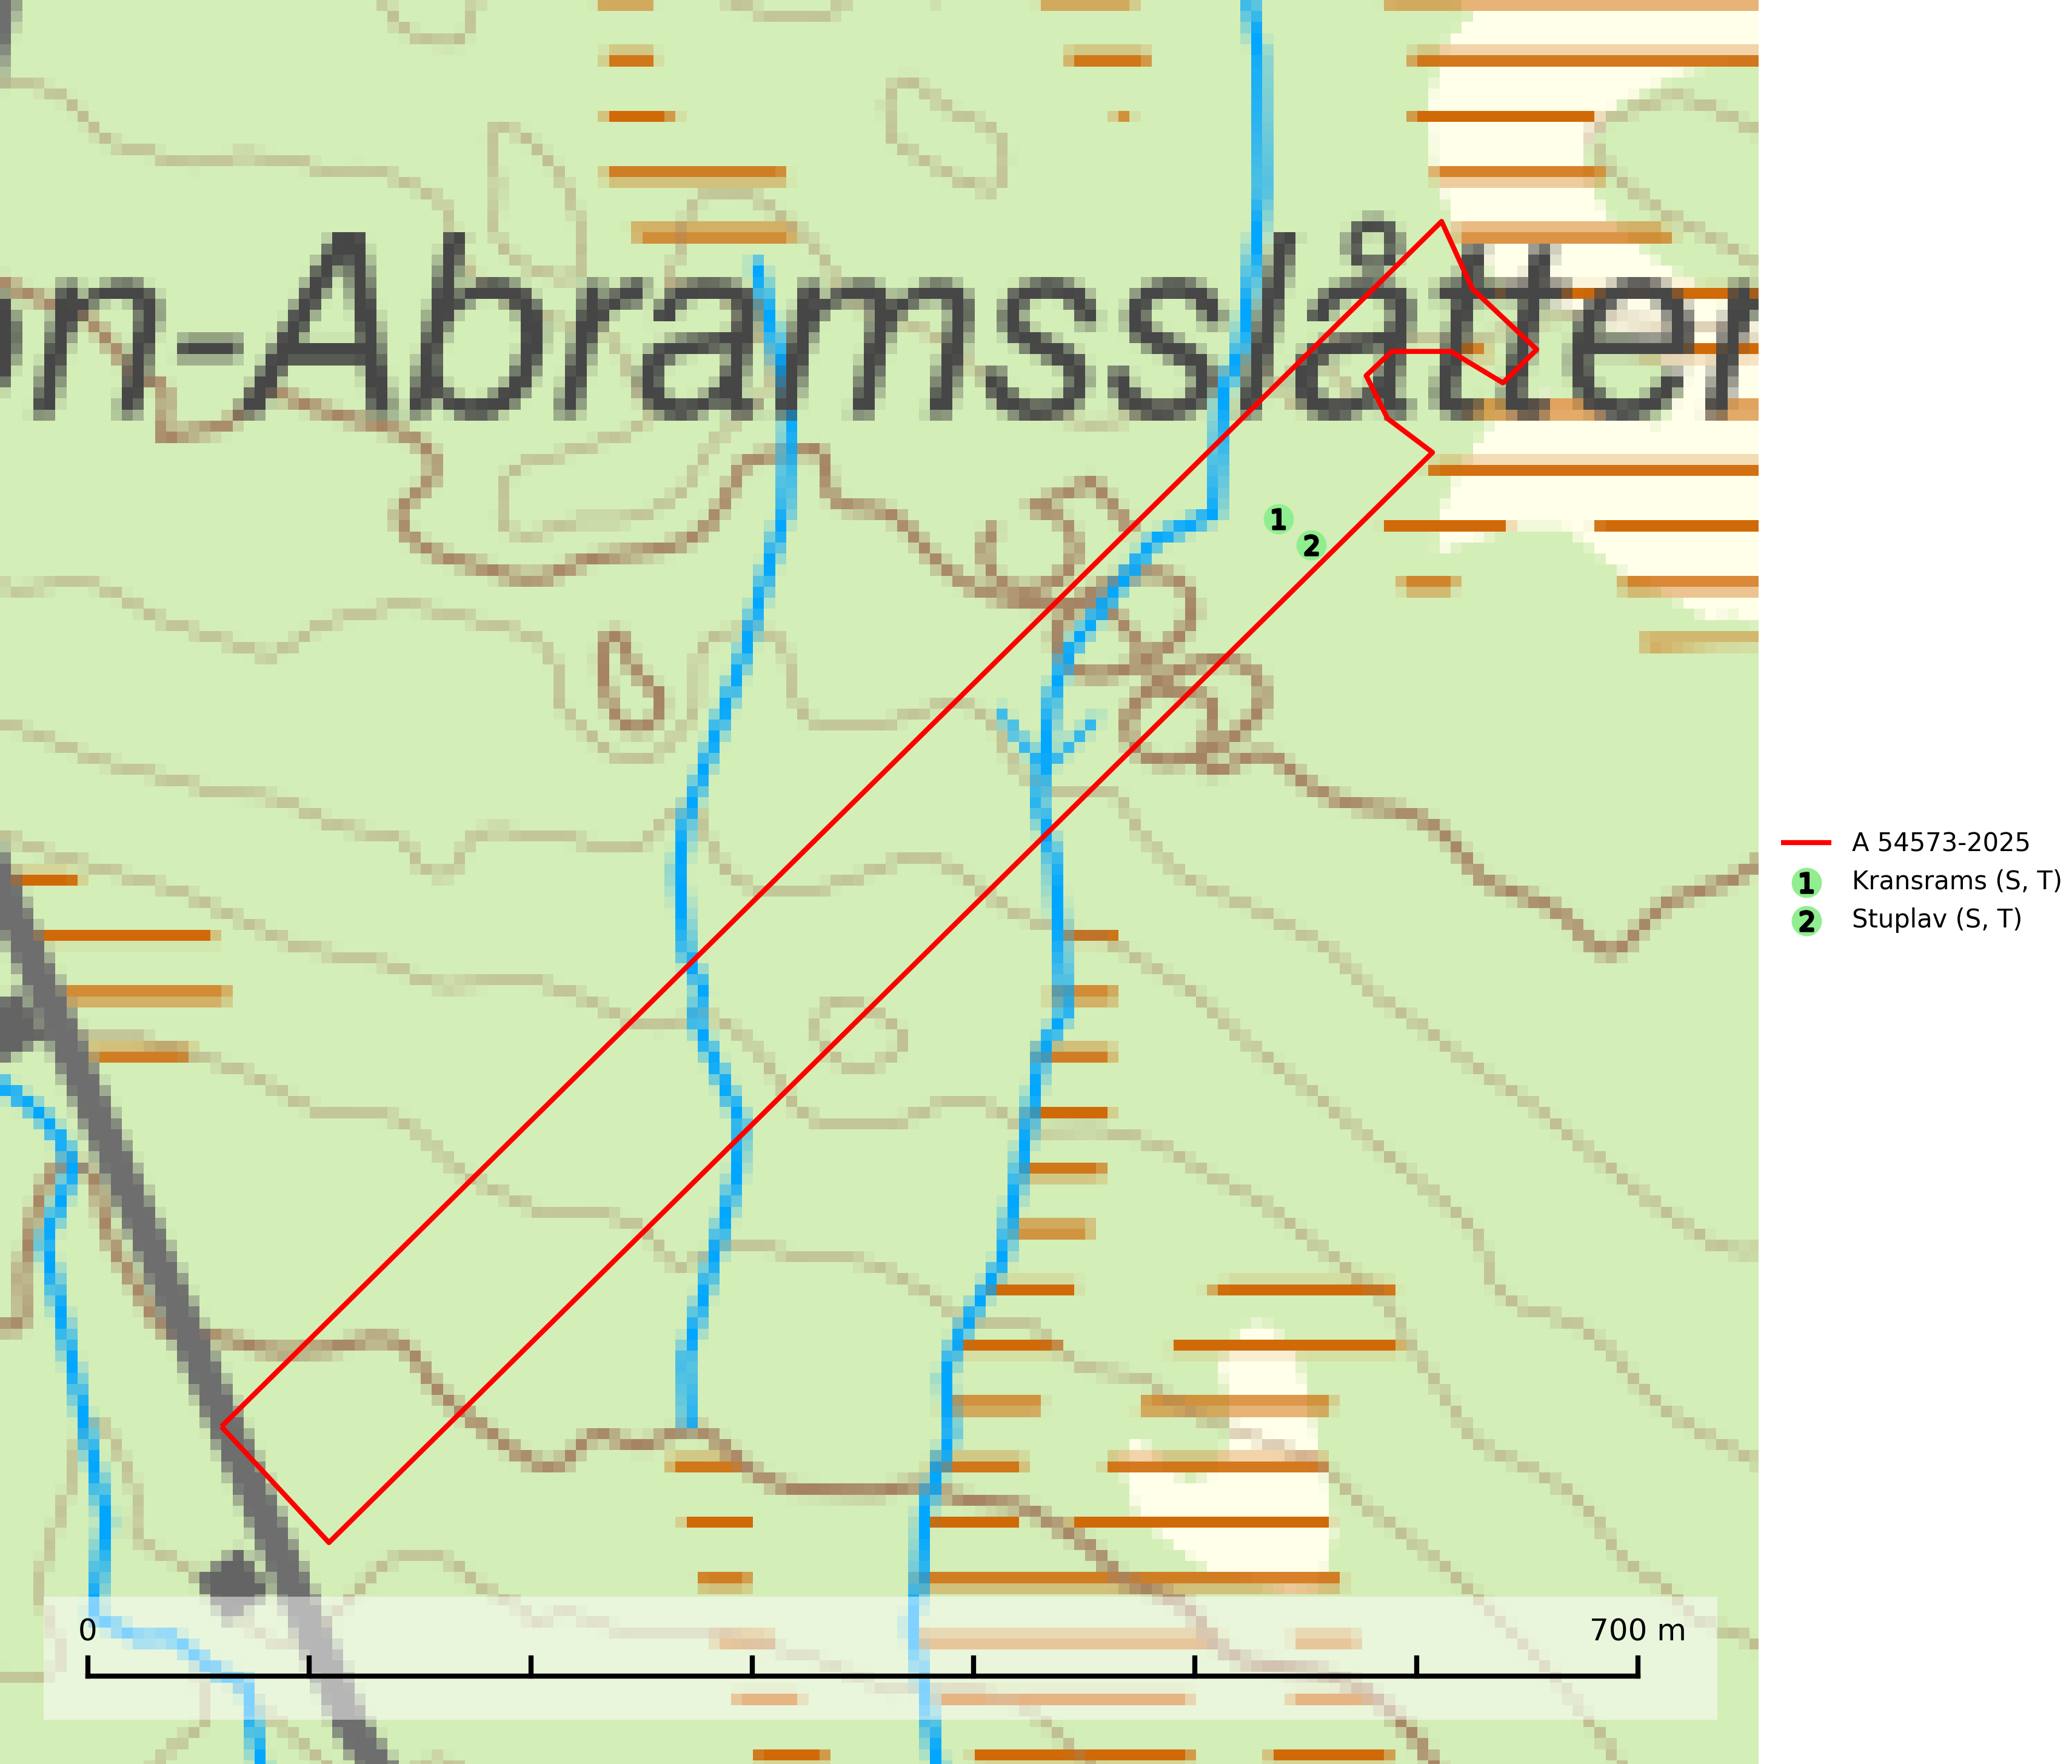 n-Abramsslåtter
1
2
A 54573-2025
1 Kransrams (S, T)
2 Stuplav (S, T)
0 700 m